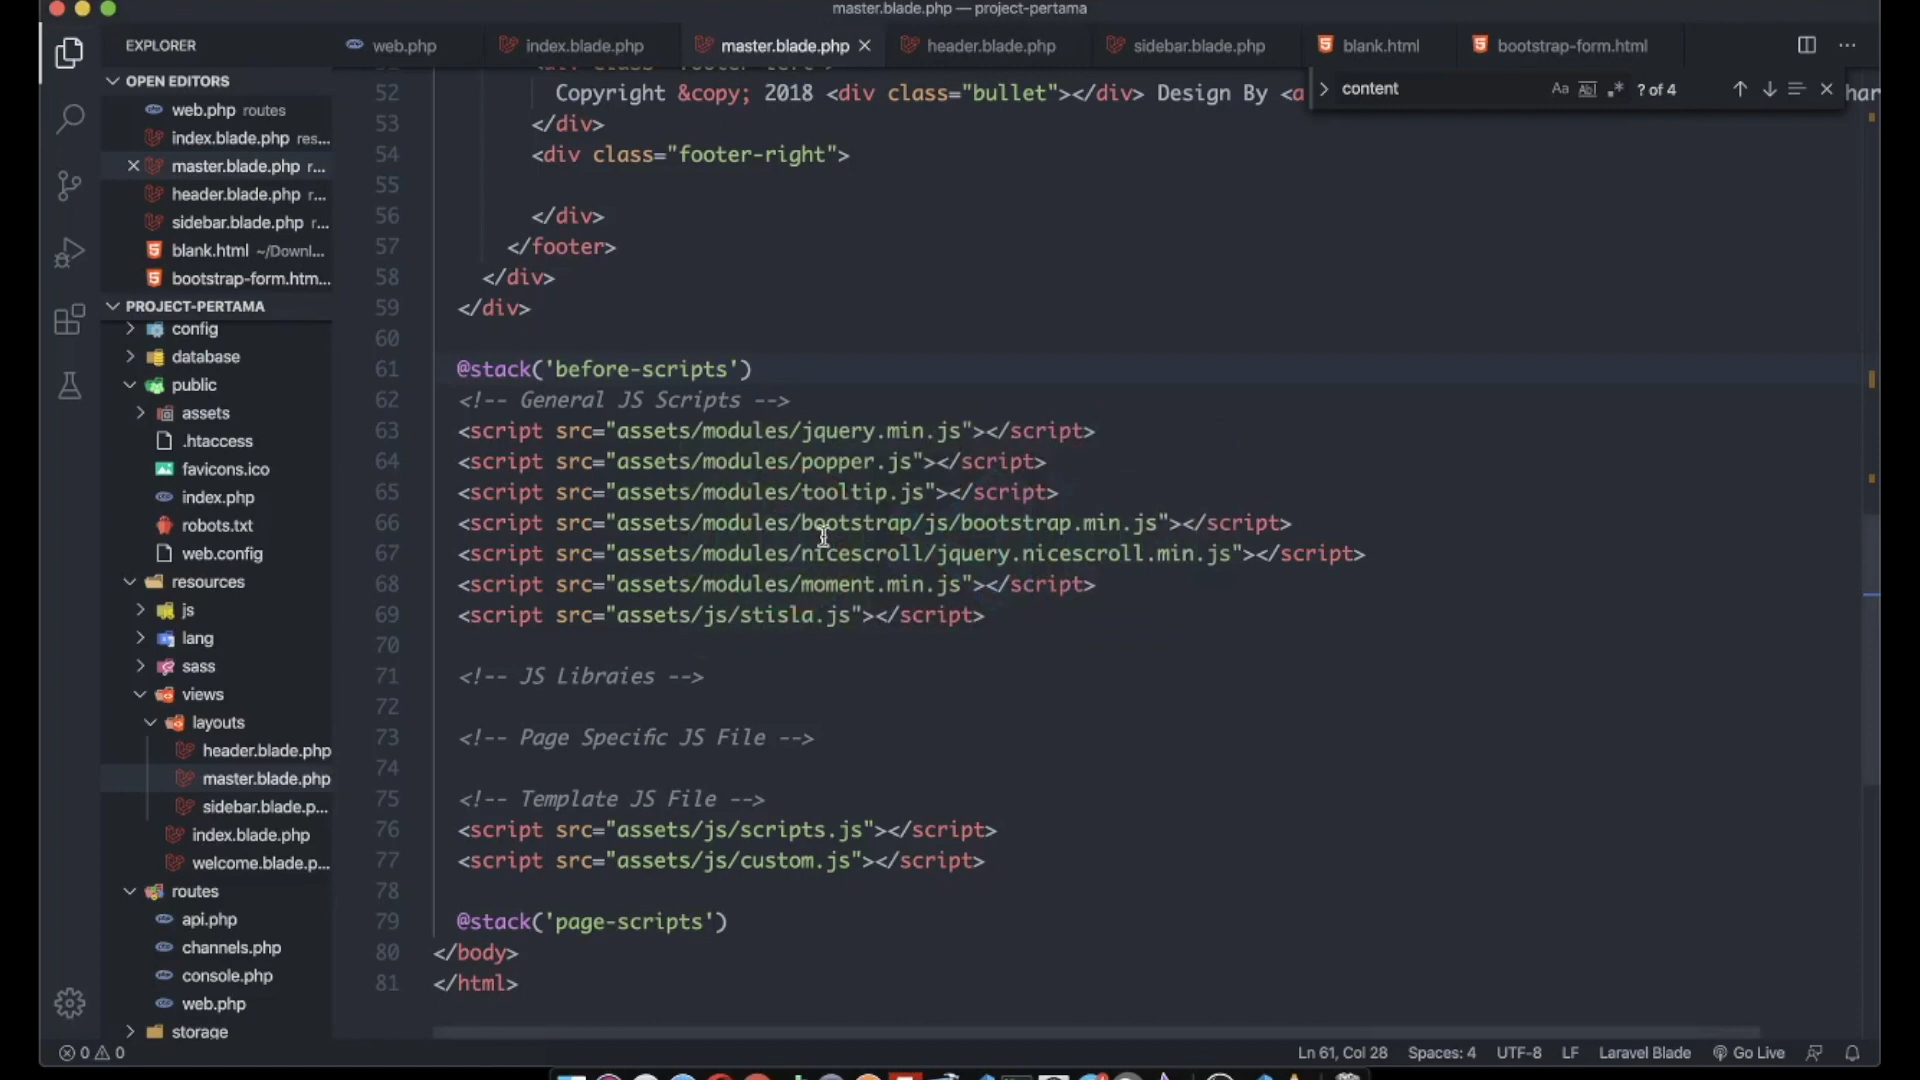 master.blade.php — project-pertama
EXPLORER
web.php
index.blade.php
master.blade.php
header.blade.php
sidebar.blade.php
blank.html
bootstrap-form.html
OPEN EDITORS
web.php routes
index.blade.php res...
master.blade.php r...
header.blade.php r...
sidebar.blade.php r...
blank.html ~/Downl...
bootstrap-form.htm...
PROJECT-PERTAMA
config
database
public
assets
.htaccess
favicons.ico
index.php
robots.txt
web.config
resources
js
lang
sass
views
layouts
header.blade.php
master.blade.php
sidebar.blade.p...
index.blade.php
welcome.blade.p...
routes
api.php
channels.php
console.php
web.php
storage
content
Aa
? of 4
52 Copyright &copy; 2018 <div class="bullet"></div> Design By <a
53 </div>
54 <div class="footer-right">
55
56 </div>
57 </footer>
58 </div>
59 </div>
60
61 @stack('before-scripts')
62 <!-- General JS Scripts -->
63 <script src="assets/modules/jquery.min.js"></script>
64 <script src="assets/modules/popper.js"></script>
65 <script src="assets/modules/tooltip.js"></script>
66 <script src="assets/modules/bootstrap/js/bootstrap.min.js"></script>
67 <script src="assets/modules/nicescroll/jquery.nicescroll.min.js"></script>
68 <script src="assets/modules/moment.min.js"></script>
69 <script src="assets/js/stisla.js"></script>
70
71 <!-- JS Libraies -->
72
73 <!-- Page Specific JS File -->
74
75 <!-- Template JS File -->
76 <script src="assets/js/scripts.js"></script>
77 <script src="assets/js/custom.js"></script>
78
79 @stack('page-scripts')
80 </body>
81 </html>
0 0
Ln 61, Col 28
Spaces: 4
UTF-8
LF
Laravel Blade
Go Live